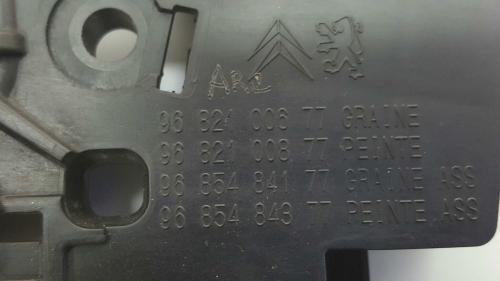 ARL
96 821 006 77 GRAINE
96 821 008 77 PEINTE
96 854 841 77 GRAINE ASS
96 854 843 77 PEINTE ASS